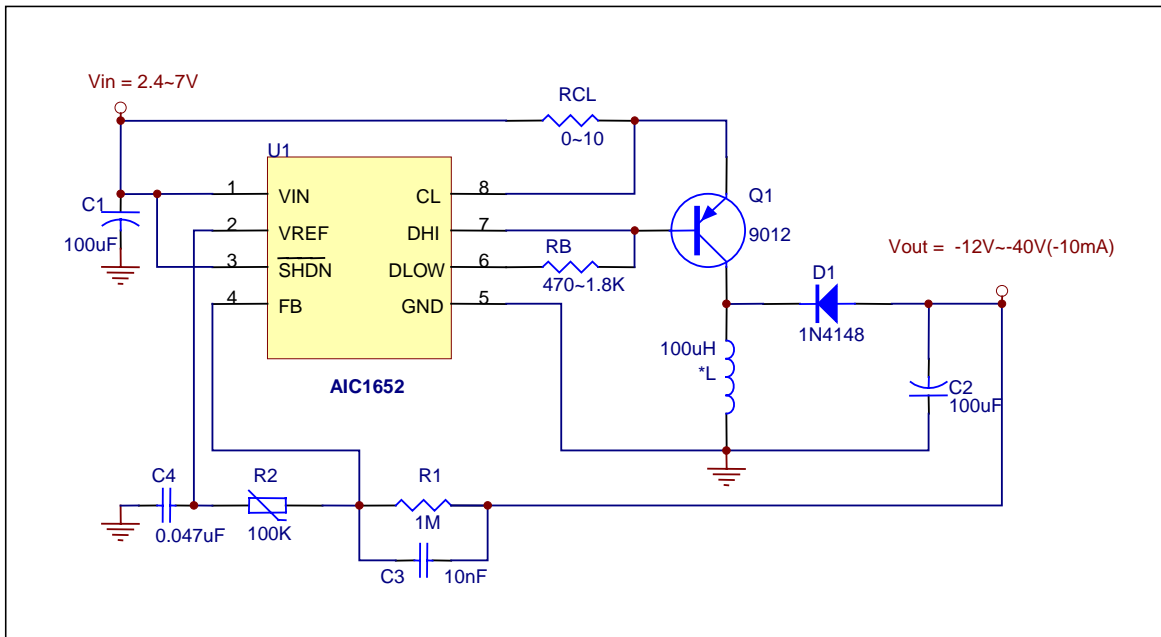 Vin = 2.4~7V
RCL
0~10
U1
1 VIN CL 8
C1
100uF
2 VREF DHI 7
3 SHDN DLOW 6
4 FB GND 5
RB
470~1.8K
Q1
9012
Vout = -12V~-40V(-10mA)
D1
1N4148
100uH
*L
C2
100uF
AIC1652
C4
0.047uF
R2
100K
R1
1M
C3
10nF